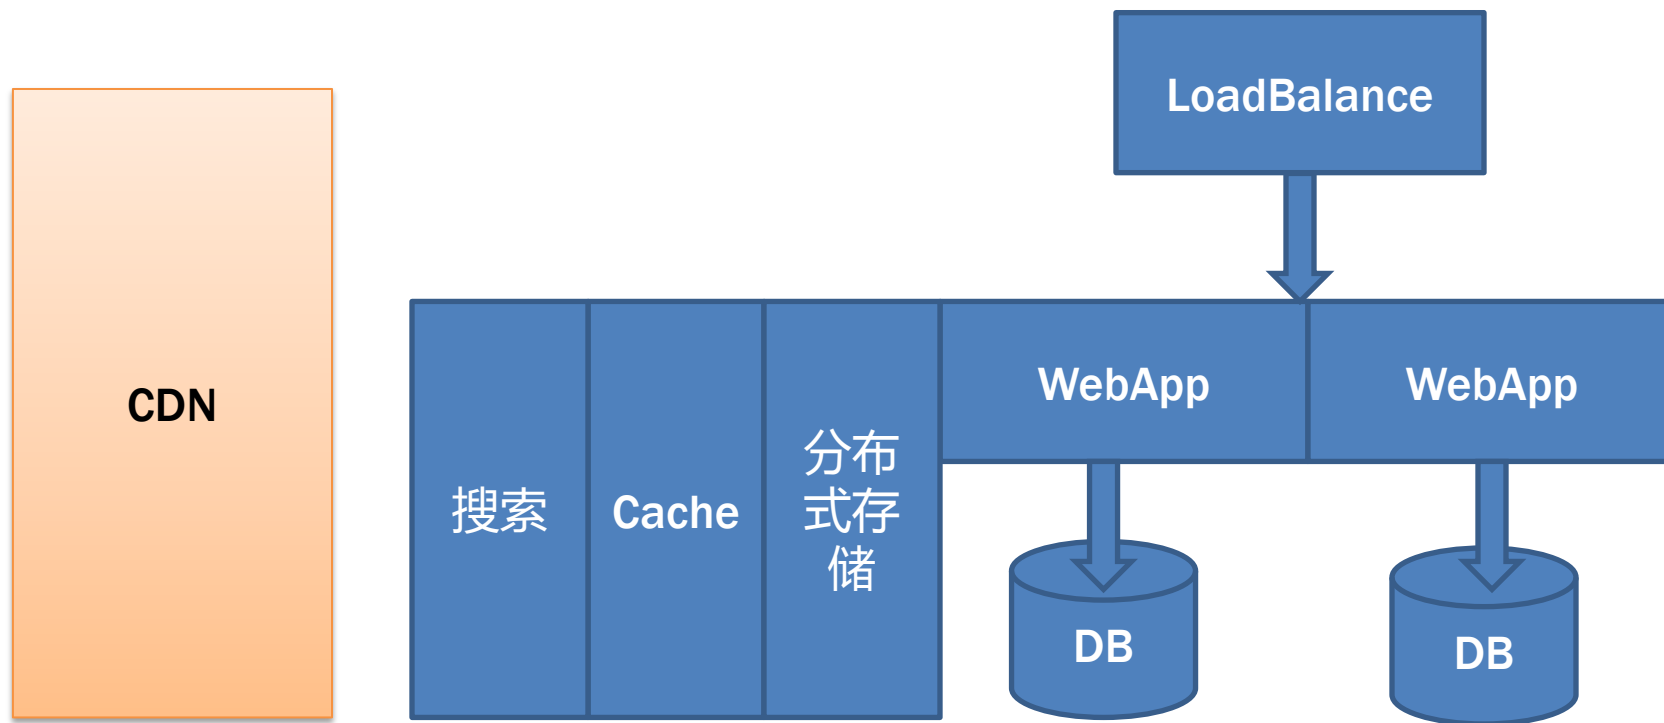 LoadBalance
CDN
搜索
Cache
分布
式存
储
WebApp
WebApp
DB
DB